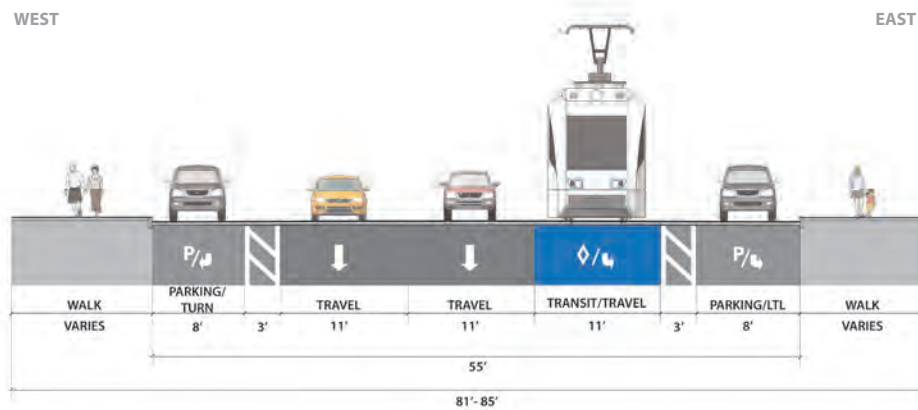 WEST
EAST
P/
P/
WALK
PARKING/
TURN
TRAVEL
TRAVEL
TRANSIT/TRAVEL
PARKING/LTL
WALK
VARIES
8'
3'
11'
11'
11'
3'
8'
VARIES
55'
81'- 85'